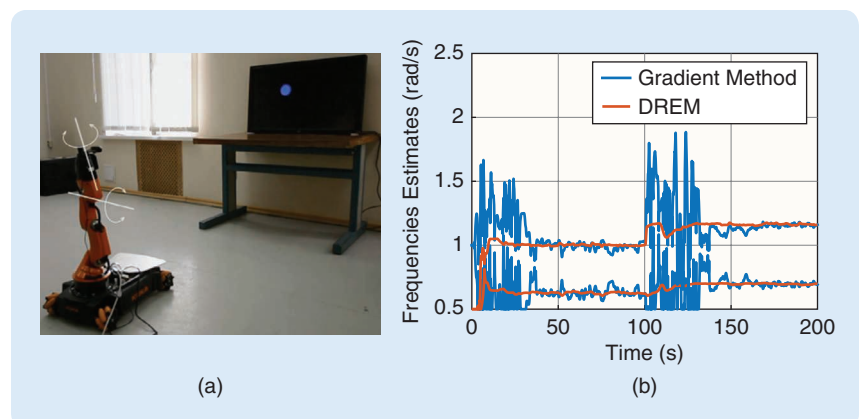 2.5
2
1.5
1
0.5
Frequencies Estimates (rad/s)
Gradient Method
DREM
0 50 100 150 200
Time (s)
(a)
(b)